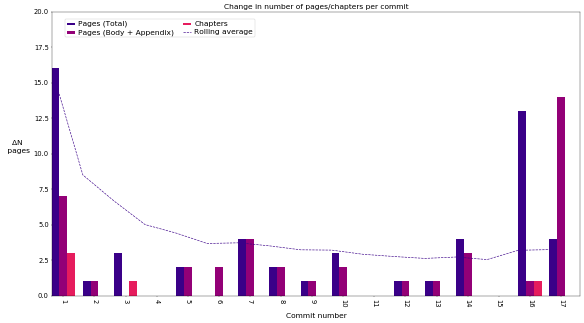 Change in number of pages/chapters per commit
Pages (Total)
Pages (Body + Appendix)
Chapters
Rolling average
ΔN
pages
20.0
17.5
15.0
12.5
10.0
7.5
5.0
2.5
0.0
1 2 3 4 5 6 7 8 9 10 11 12 13 14 15 16 17
Commit number